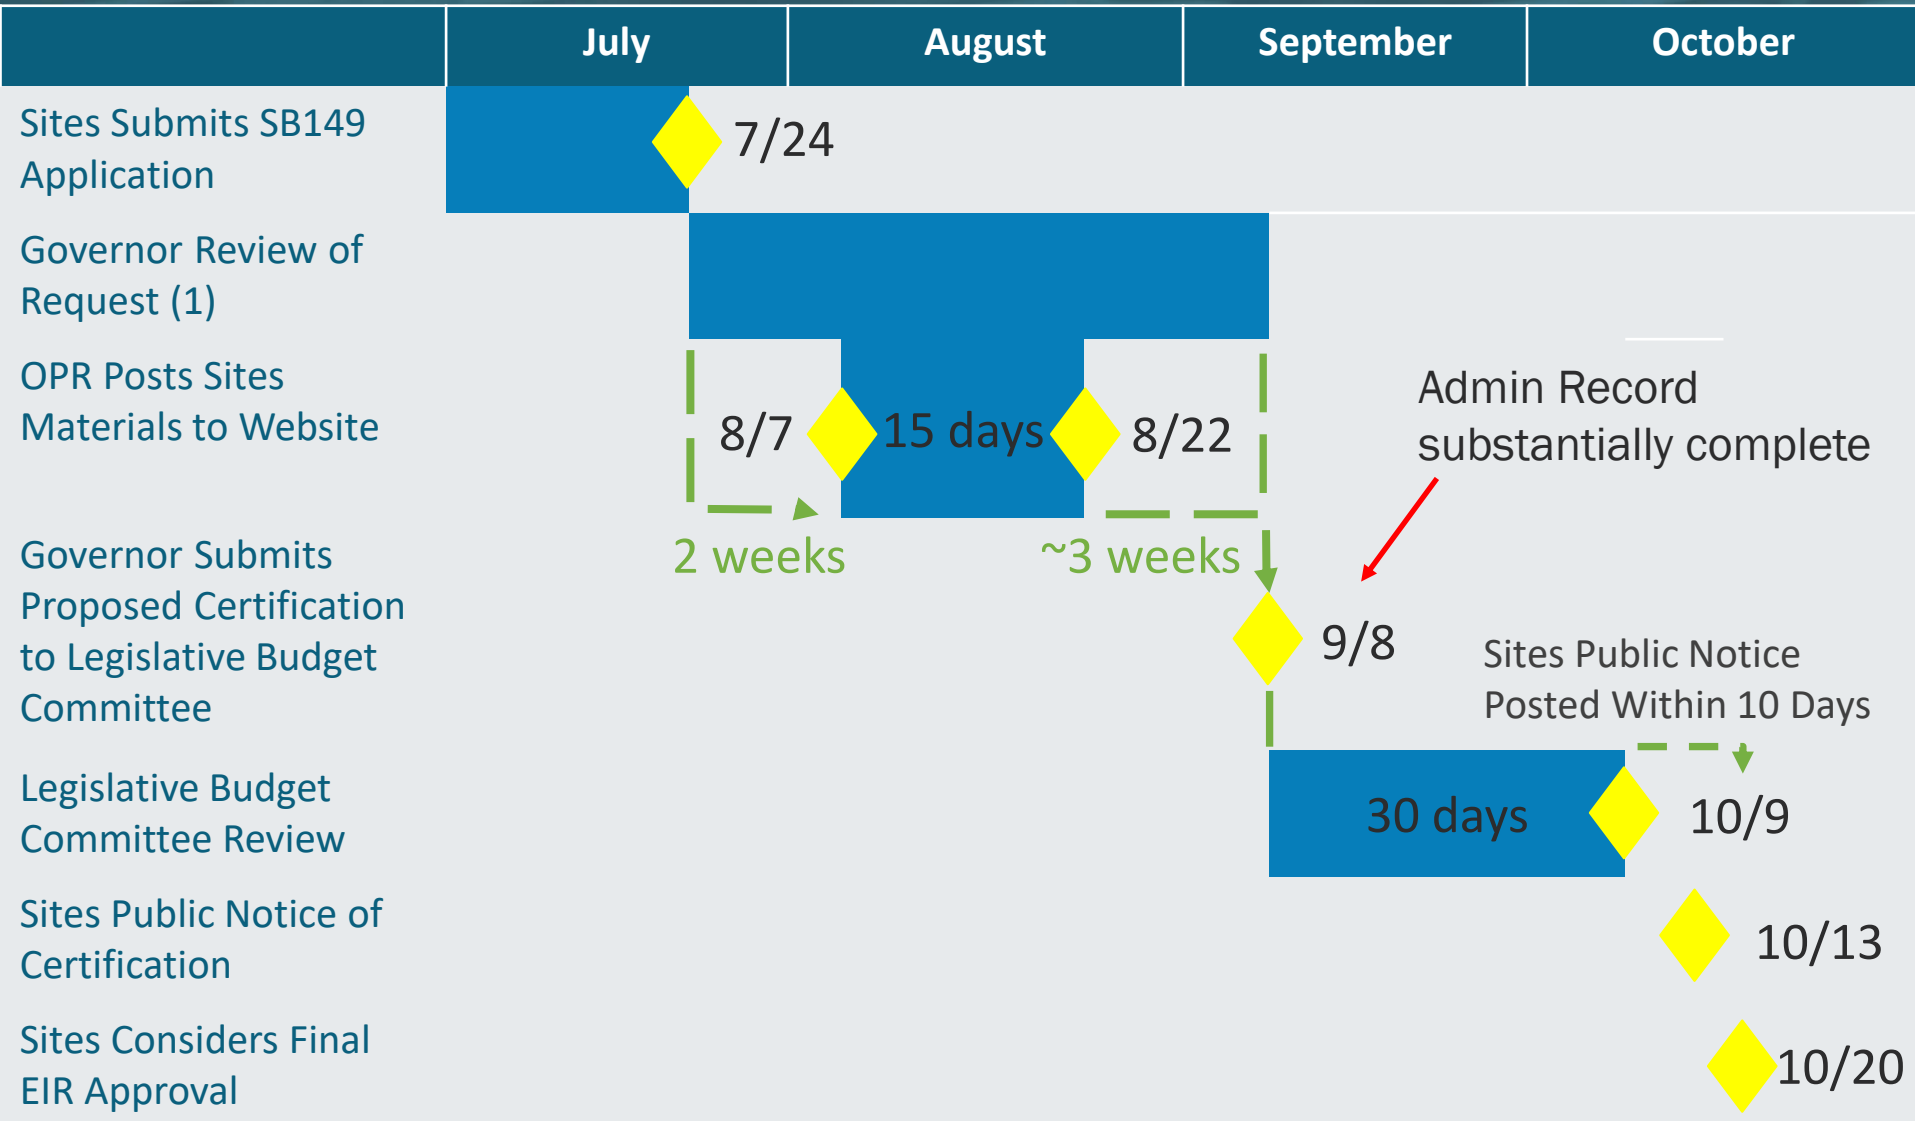 July
August
September
October
Sites Submits SB149
Application
7/24
Governor Review of
Request (1)
OPR Posts Sites
Materials to Website
8/7
15 days
8/22
Admin Record
substantially complete
2 weeks
~3 weeks
Governor Submits
Proposed Certification
to Legislative Budget
Committee
9/8
Sites Public Notice
Posted Within 10 Days
Legislative Budget
Committee Review
30 days
10/9
Sites Public Notice of
Certification
10/13
Sites Considers Final
EIR Approval
10/20